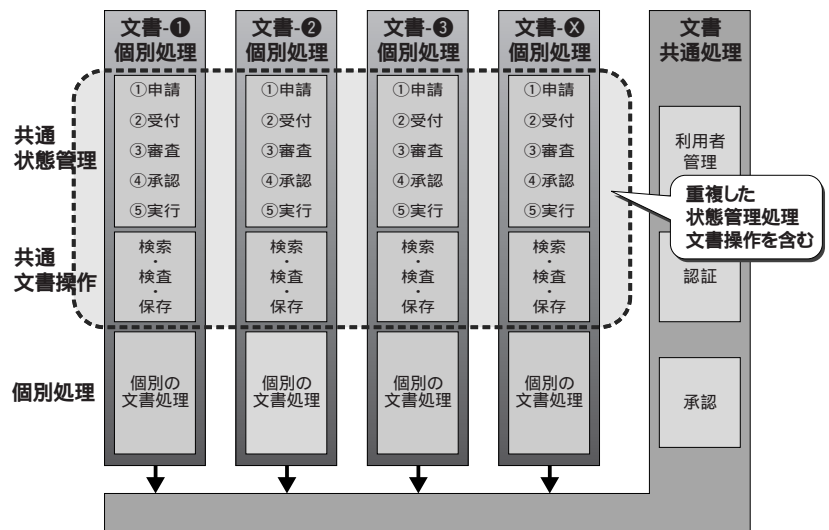 文書-❶
個別処理
文書-❷
個別処理
文書-❸
個別処理
文書-Ⓧ
個別処理
文書
共通処理
共通
状態管理
①申請
②受付
③審査
④承認
⑤実行
①申請
②受付
③審査
④承認
⑤実行
①申請
②受付
③審査
④承認
⑤実行
①申請
②受付
③審査
④承認
⑤実行
利用者
管理
重複した
状態管理処理
文書操作を含む
共通
文書操作
検索
・
検査
・
保存
検索
・
検査
・
保存
検索
・
検査
・
保存
検索
・
検査
・
保存
認証
個別処理
個別の
文書処理
個別の
文書処理
個別の
文書処理
個別の
文書処理
承認